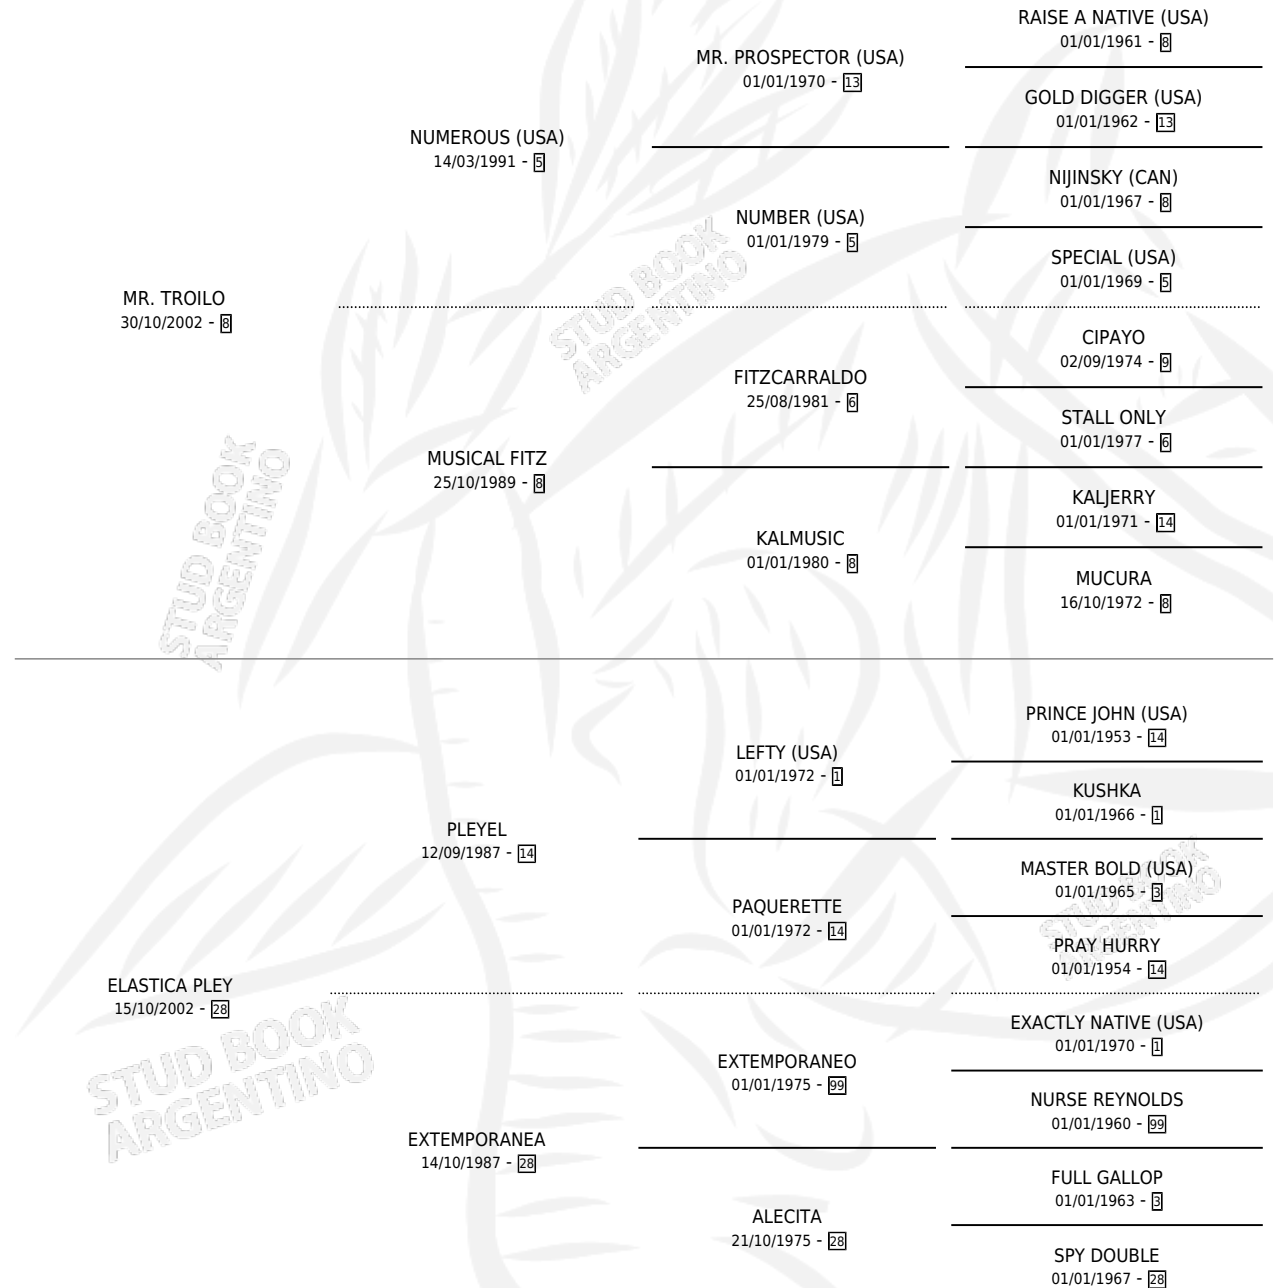 RAISE A NATIVE (USA)
01/01/1961 - 8
MR. PROSPECTOR (USA)
01/01/1970 - 13
GOLD DIGGER (USA)
01/01/1962 - 13
NUMEROUS (USA)
14/03/1991 - 5
NIJINSKY (CAN)
01/01/1967 - 8
NUMBER (USA)
01/01/1979 - 5
SPECIAL (USA)
01/01/1969 - 5
MR. TROILO
30/10/2002 - 8
CIPAYO
02/09/1974 - 9
FITZCARRALDO
25/08/1981 - 6
STALL ONLY
01/01/1977 - 6
MUSICAL FITZ
25/10/1989 - 8
KALJERRY
01/01/1971 - 14
KALMUSIC
01/01/1980 - 8
MUCURA
16/10/1972 - 8
STUD BOOK
ARGENTINO
STUD BOOK
ARGENTINO
PRINCE JOHN (USA)
01/01/1953 - 14
LEFTY (USA)
01/01/1972 - 1
KUSHKA
01/01/1966 - 1
PLEYEL
12/09/1987 - 14
MASTER BOLD (USA)
01/01/1965 - 3
PAQUERETTE
01/01/1972 - 14
PRAY HURRY
01/01/1954 - 14
ELASTICA PLEY
15/10/2002 - 28
EXACTLY NATIVE (USA)
01/01/1970 - 1
EXTEMPORANEO
01/01/1975 - 99
NURSE REYNOLDS
01/01/1960 - 99
EXTEMPORANEA
14/10/1987 - 28
FULL GALLOP
01/01/1963 - 3
ALECITA
21/10/1975 - 28
SPY DOUBLE
01/01/1967 - 28
STUD BOOK
ARGENTINO
STUD BOOK
ARGENTINO